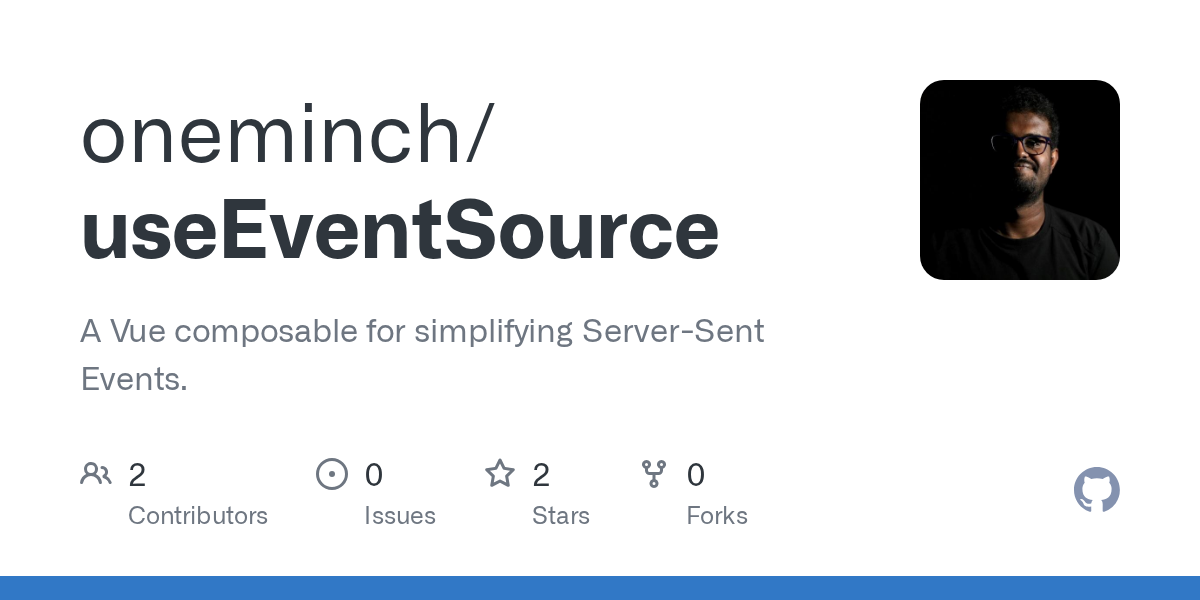 oneminch/
useEventSource
A Vue composable for simplifying Server-Sent
Events.
2 0 2 0
Contributors Issues Stars Forks